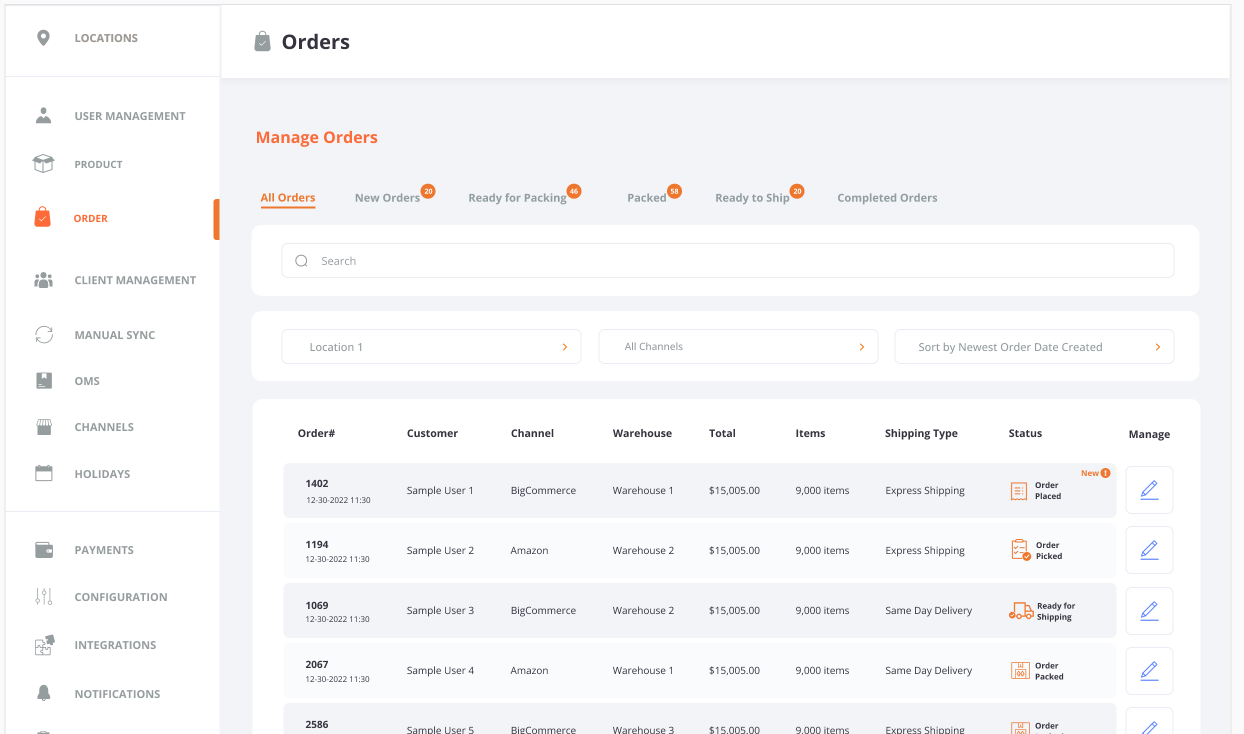 LOCATIONS
Orders
USER MANAGEMENT
PRODUCT
ORDER
CLIENT MANAGEMENT
MANUAL SYNC
OMS
CHANNELS
HOLIDAYS
PAYMENTS
CONFIGURATION
INTEGRATIONS
NOTIFICATIONS
Manage Orders
All Orders New Orders 20 Ready for Packing 46 Packed 58 Ready to Ship 20 Completed Orders
Search
Location 1 All Channels Sort by Newest Order Date Created
Order# Customer Channel Warehouse Total Items Shipping Type Status Manage
New !
1402
12-30-2022 11:30
Sample User 1 BigCommerce Warehouse 1 $15,005.00 9,000 items Express Shipping
Order
Placed
1194
12-30-2022 11:30
Sample User 2 Amazon Warehouse 2 $15,005.00 9,000 items Express Shipping
Order
Picked
1069
12-30-2022 11:30
Sample User 3 BigCommerce Warehouse 2 $15,005.00 9,000 items Same Day Delivery
Ready for
Shipping
2067
12-30-2022 11:30
Sample User 4 Amazon Warehouse 1 $15,005.00 9,000 items Same Day Delivery
Order
Packed
2586
Sample User 5 BigCommerce Warehouse 3 $15,005.00 9,000 items Express Shipping
Order